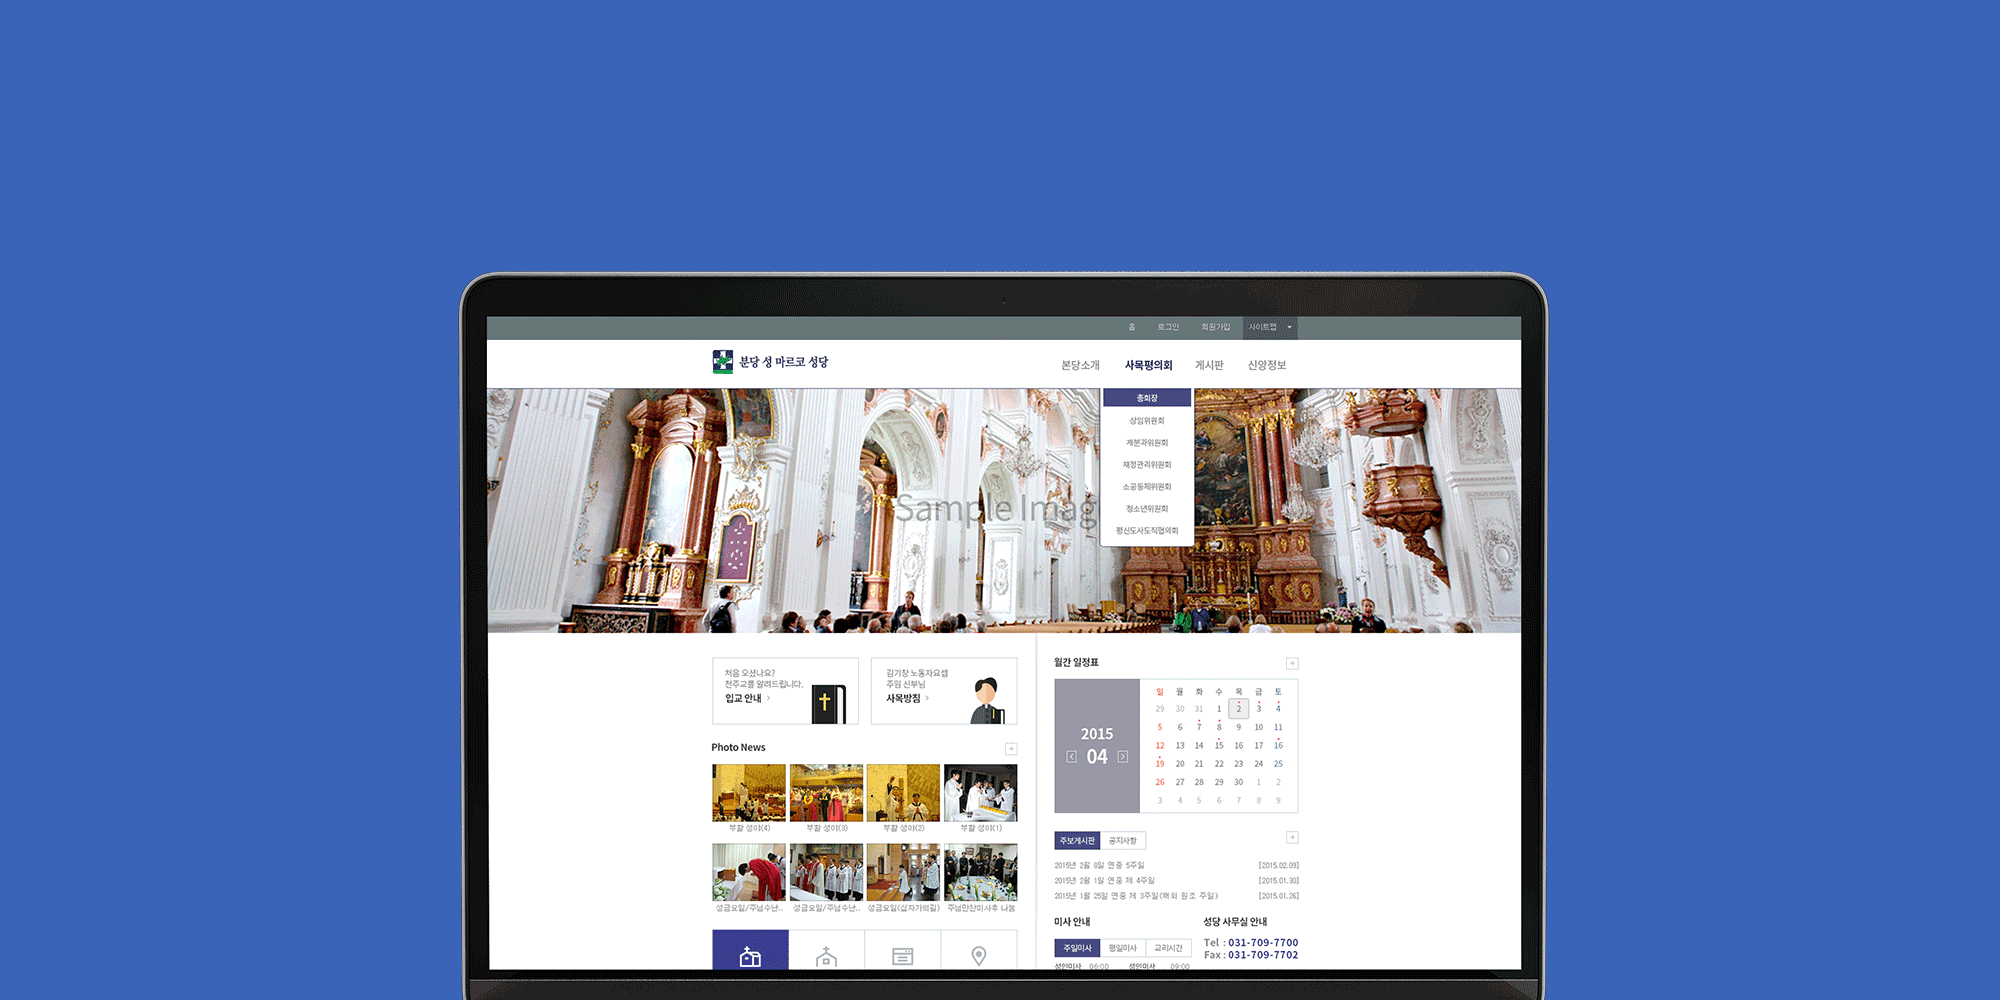 홈 로그인 회원가입 사이트맵
분당 성 마르코 성당
본당소개 사목평의회 게시판 신앙정보
총회장
상임위원회
제분과위원회
재정관리위원회
소공동체위원회
청소년위원회
평신도사도직협의회
Sample Imag
처음 오셨나요?
천주교를 알려드립니다.
입교 안내 >
김기창 노동자요셉
주임 신부님
사목방침 >
Photo News
부활 성야(4) 부활 성야(3) 부활 성야(2) 부활 성야(1)
성금요일/주님수난.. 성금요일/주님수난.. 성금요일(십자가의길) 주님만찬미사후 나눔
월간 일정표
2015
< 04 >
일 월 화 수 목 금 토
29 30 31 1 2 3 4
5 6 7 8 9 10 11
12 13 14 15 16 17 16
19 20 21 22 23 24 25
26 27 28 29 30 1 2
3 4 5 6 7 8 9
주보게시판 공지사항
2015년 2월 8일 연중 5주일 [2015.02.09]
2015년 2월 1일 연중 제 4주일 [2015.01.30]
2015년 1월 25일 연중 제 3주일(해외 원조 주일) [2015.01.26]
미사 안내
주일미사 평일미사 교리시간
성인미사 06:00 성인미사 09:00
성당 사무실 안내
Tel : 031-709-7700
Fax : 031-709-7702